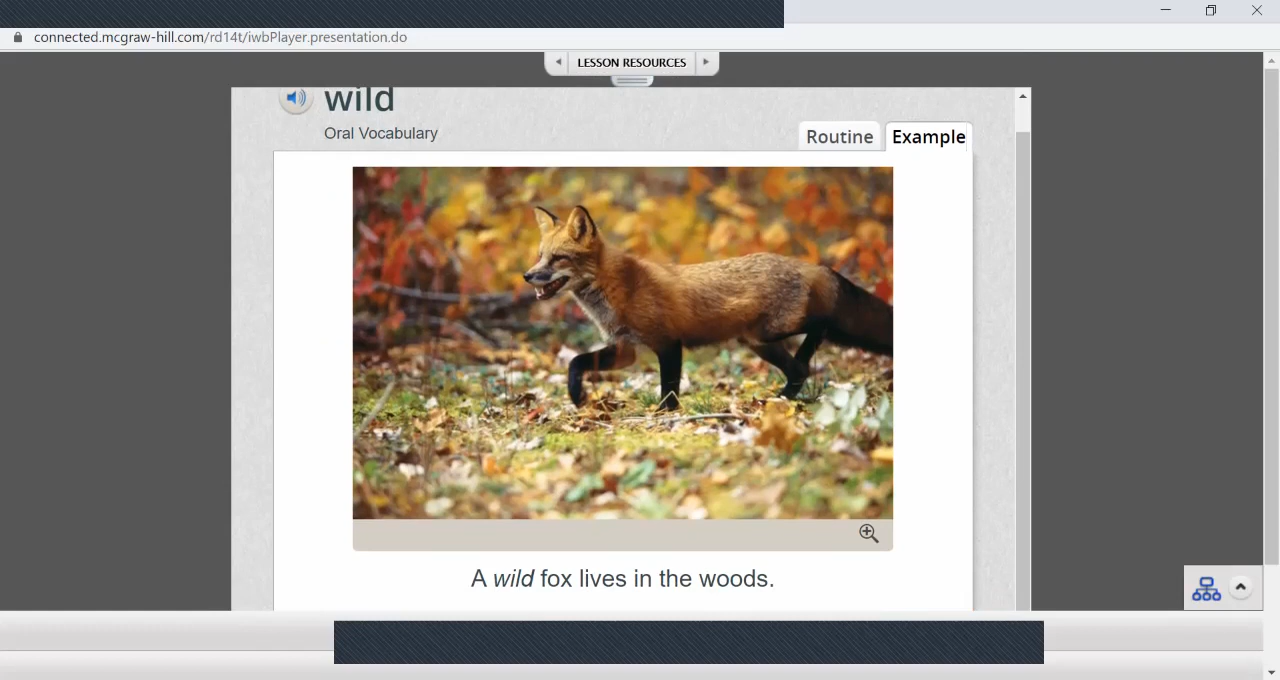 connected.mcgraw-hill.com/rd14t/iwbPlayer.presentation.do
LESSON RESOURCES
wild
Oral Vocabulary
Routine
Example
A wild fox lives in the woods.